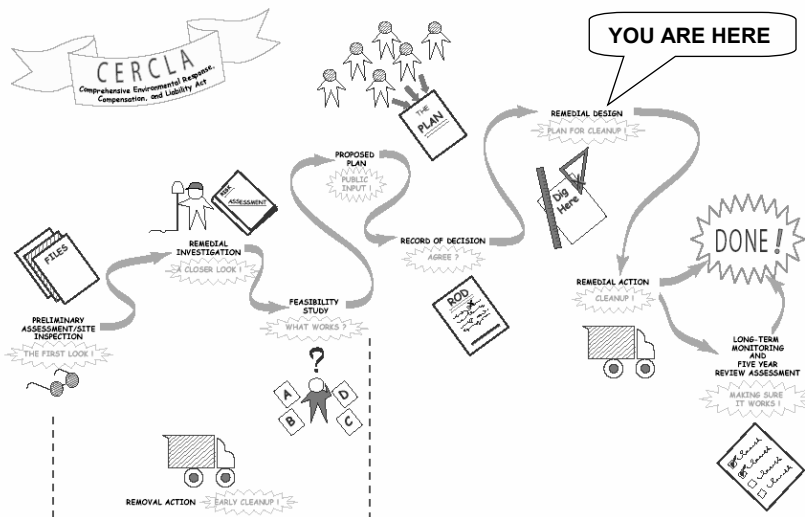 CERCLA
Comprehensive Environmental Response,
Compensation, and Liability Act
YOU ARE HERE
FILES
PRELIMINARY
ASSESSMENT/SITE
INSPECTION
THE FIRST LOOK !
RISK
ASSESSMENT
REMEDIAL
INVESTIGATION
A CLOSER LOOK !
FEASIBILITY
STUDY
WHAT WORKS ?
?
A
D
B
C
REMOVAL ACTION
EARLY CLEANUP !
THE
PLAN
PROPOSED
PLAN
PUBLIC
INPUT !
RECORD OF DECISION
AGREE ?
ROD
REMEDIAL DESIGN
PLAN FOR CLEANUP !
Dig
Here
REMEDIAL ACTION
CLEANUP !
DONE !
LONG-TERM
MONITORING
AND
FIVE YEAR
REVIEW ASSESSMENT
MAKING SURE
IT WORKS !